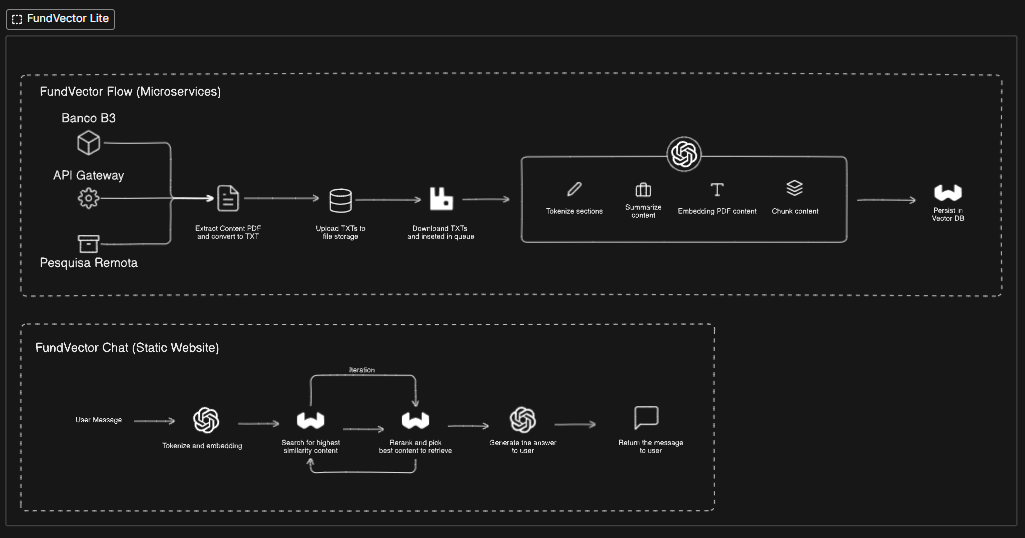 FundVector Lite
FundVector Flow (Microservices)
Banco B3
API Gateway
Pesquisa Remota
Extract Content PDF
and convert to TXT
Upload TXTs to
file storage
Download TXTs
and inseted in queue
Tokenize sections
Summarize
content
Embedding PDF content
Chunk content
Persist in
Vector DB
FundVector Chat (Static Website)
User Message
Tokenize and embedding
iteration
Search for highest
similarity content
Rerank and pick
best content to retrieve
Generate the answer
to user
Return the message
to user